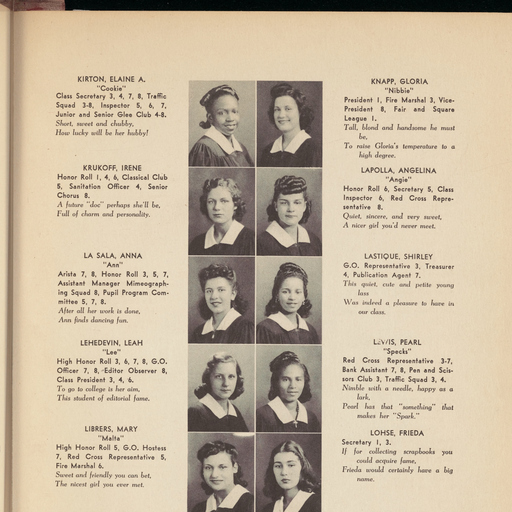 KIRTON, ELAINE A.
"Cookie"
Class Secretary 3, 4, 7, 8, Traffic
Squad 3-8, Inspector 5, 6, 7,
Junior and Senior Glee Club 4-8.
Short, sweet and chubby,
How lucky will be her hubby!
KRUKOFF, IRENE
Honor Roll 1, 4, 6, Classical Club
5, Sanitation Officer 4, Senior
Chorus 8.
A future "doc" perhaps she'll be,
Full of charm and personality.
LA SALA, ANNA
"Ann"
Arista 7, 8, Honor Roll 3, 5, 7,
Assistant Manager Mimeograph-
ing Squad 8, Pupil Program Com-
mittee 5, 7, 8.
After all her work is done,
Ann finds dancing fun.
LEHEDEVIN, LEAH
"Lee"
High Honor Roll 3, 6, 7, 8, G.O.
Officer 7, 8, Editor Observer 8,
Class President 3, 4, 6.
To go to college is her aim,
This student of editorial fame.
LIBRERS, MARY
"Malta"
High Honor Roll 5, G.O. Hostess
7, Red Cross Representative 5,
Fire Marshal 6.
Sweet and friendly you can bet,
The nicest girl you ever met.
KNAPP, GLORIA
"Nibbie"
President 1, Fire Marshal 3, Vice-
President 8, Fair and Square
League 1.
Tall, blond and handsome he must
be,
To raise Gloria's temperature to a
high degree.
LAPOLLA, ANGELINA
"Angie"
Honor Roll 6, Secretary 5, Class
Inspector 6, Red Cross Repre-
sentative 8.
Quiet, sincere, and very sweet,
A nicer girl you'd never meet.
LASTIQUE, SHIRLEY
G.O. Representative 3, Treasurer
4, Publication Agent 7.
This quiet, cute and petite young
lass
Was indeed a pleasure to have in
our class.
LEWIS, PEARL
"Specks"
Red Cross Representative 3-7,
Bank Assistant 7, 8, Pen and Scis-
sors Club 3, Traffic Squad 3, 4.
Nimble with a needle, happy as a
lark,
Pearl has that "something" that
makes her "Spark."
LOHSE, FRIEDA
Secretary 1, 3.
If for collecting scrapbooks you
could acquire fame,
Frieda would certainly have a big
name.